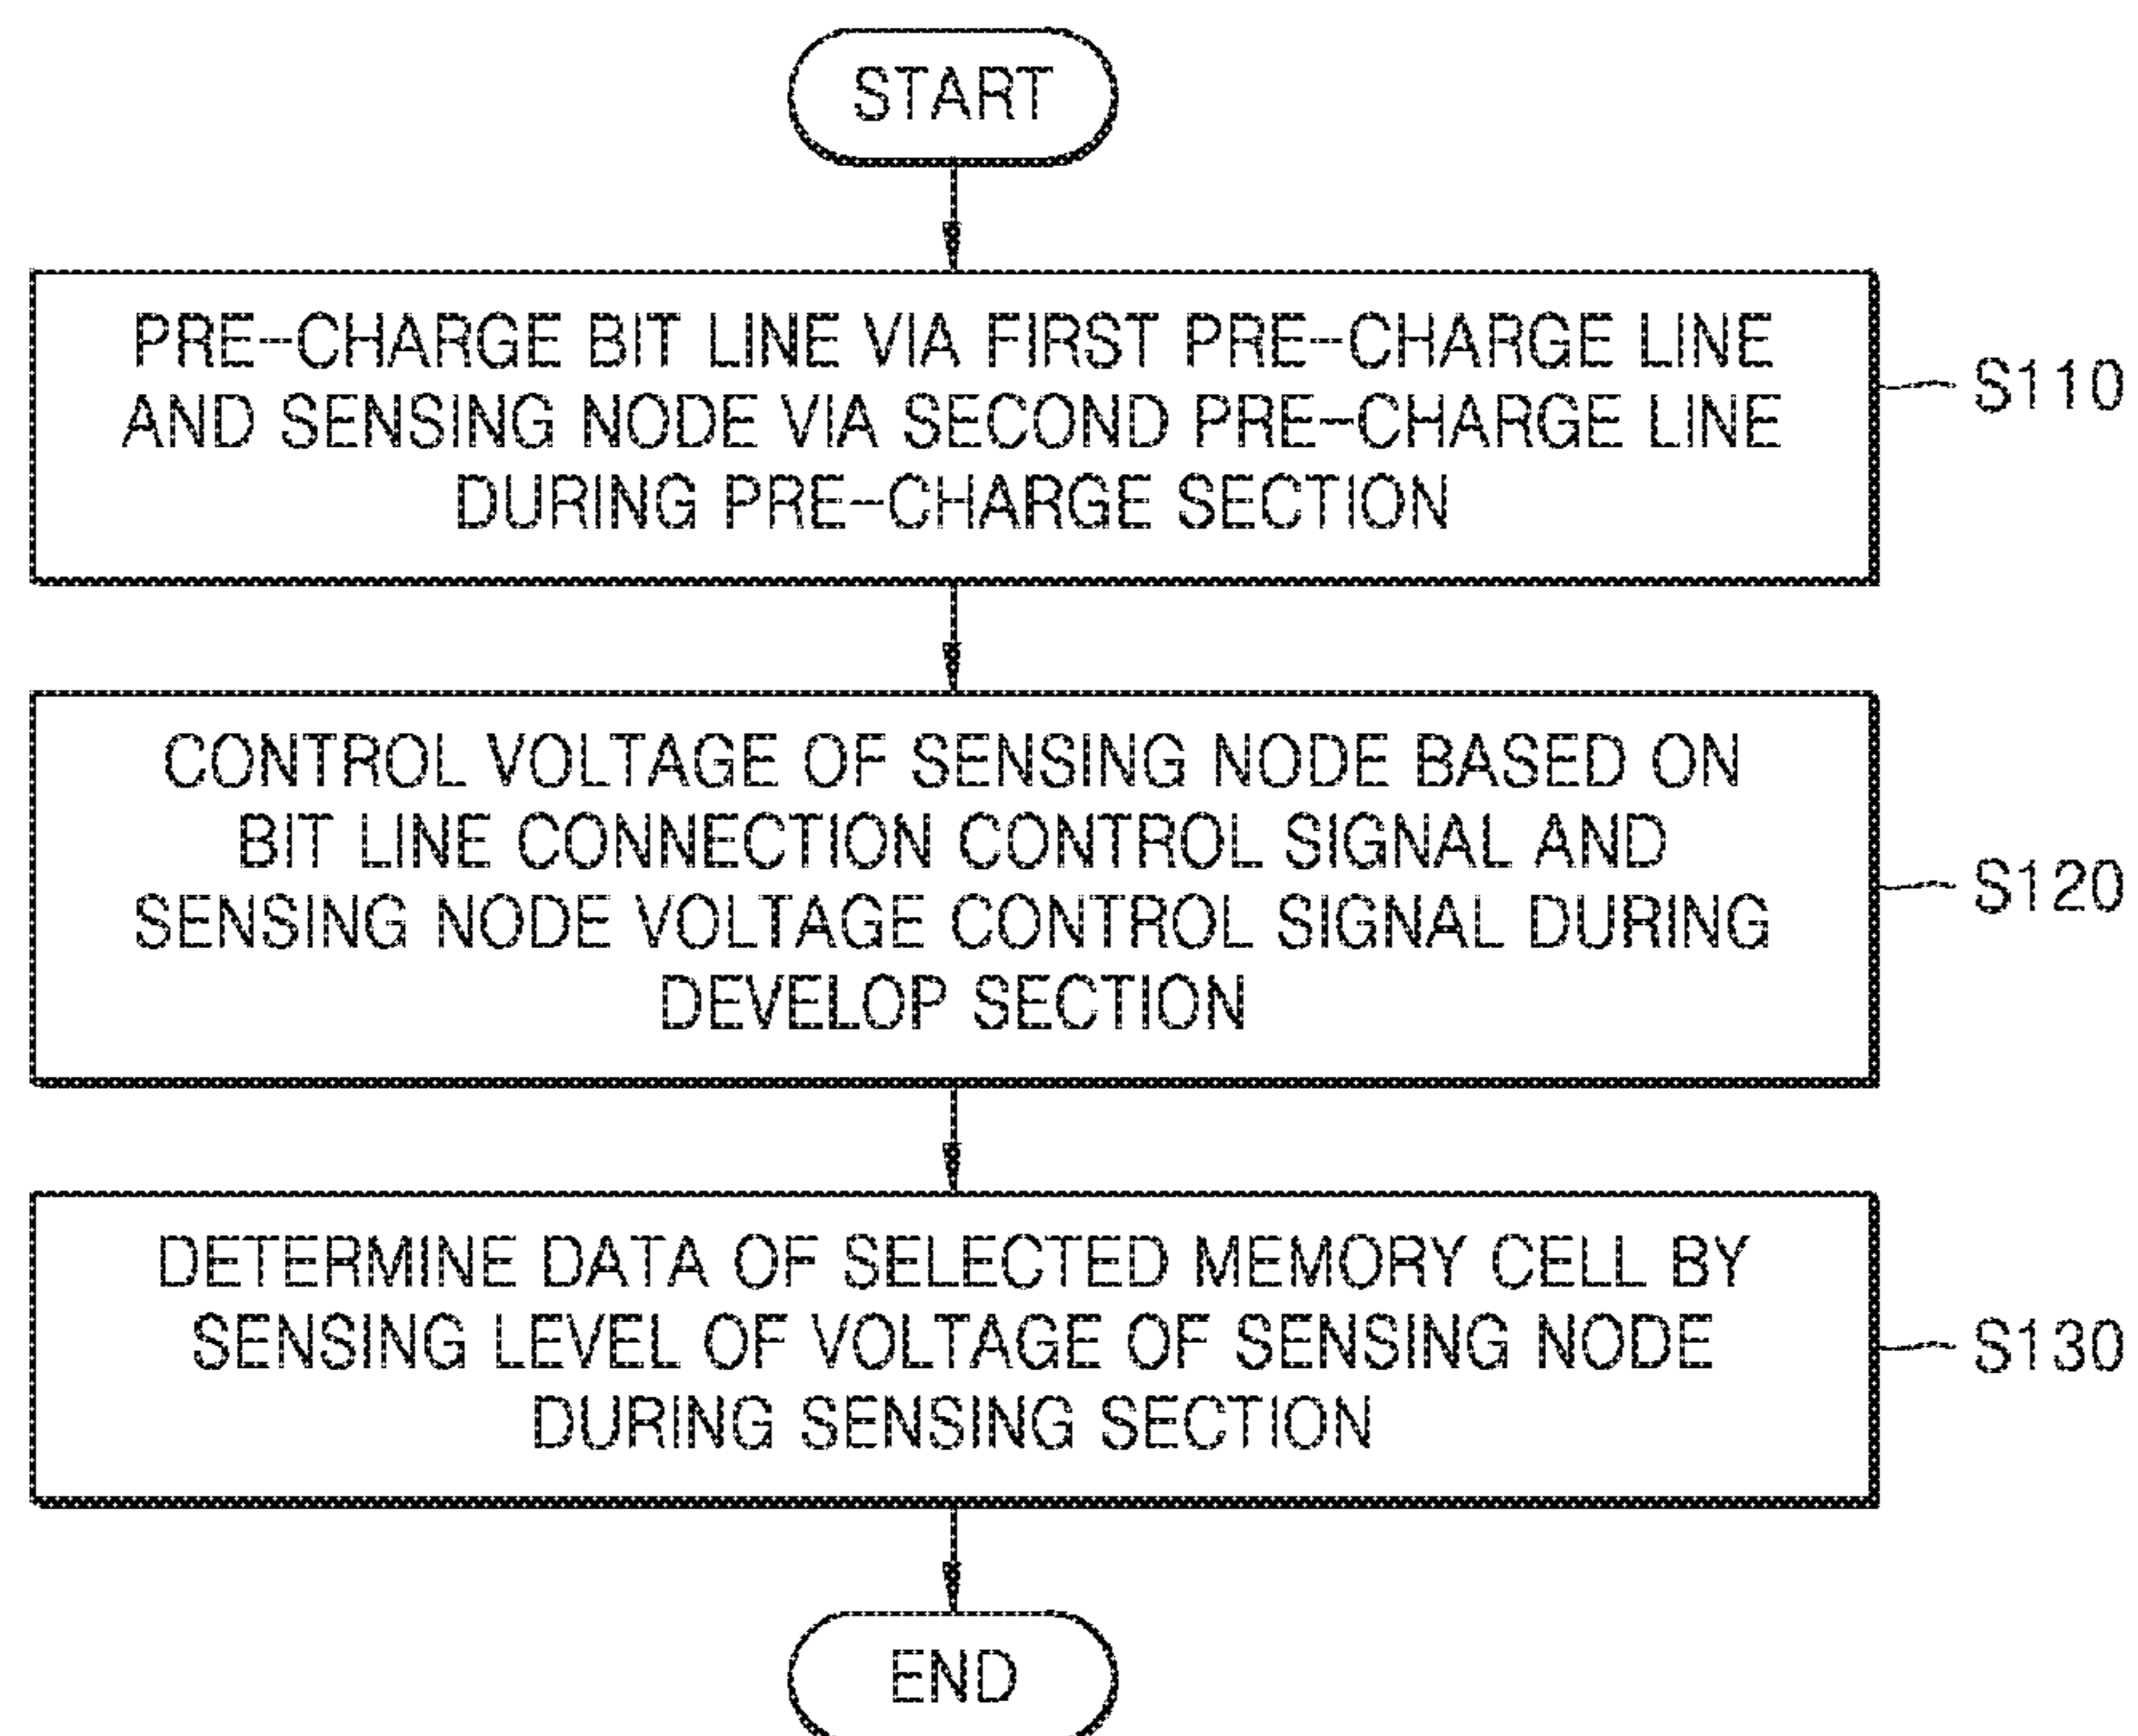 START
PRE-CHARGE BIT LINE VIA FIRST PRE-CHARGE LINE
AND SENSING NODE VIA SECOND PRE-CHARGE LINE
DURING PRE-CHARGE SECTION
S110
CONTROL VOLTAGE OF SENSING NODE BASED ON
BIT LINE CONNECTION CONTROL SIGNAL AND
SENSING NODE VOLTAGE CONTROL SIGNAL DURING
DEVELOP SECTION
S120
DETERMINE DATA OF SELECTED MEMORY CELL BY
SENSING LEVEL OF VOLTAGE OF SENSING NODE
DURING SENSING SECTION
S130
END